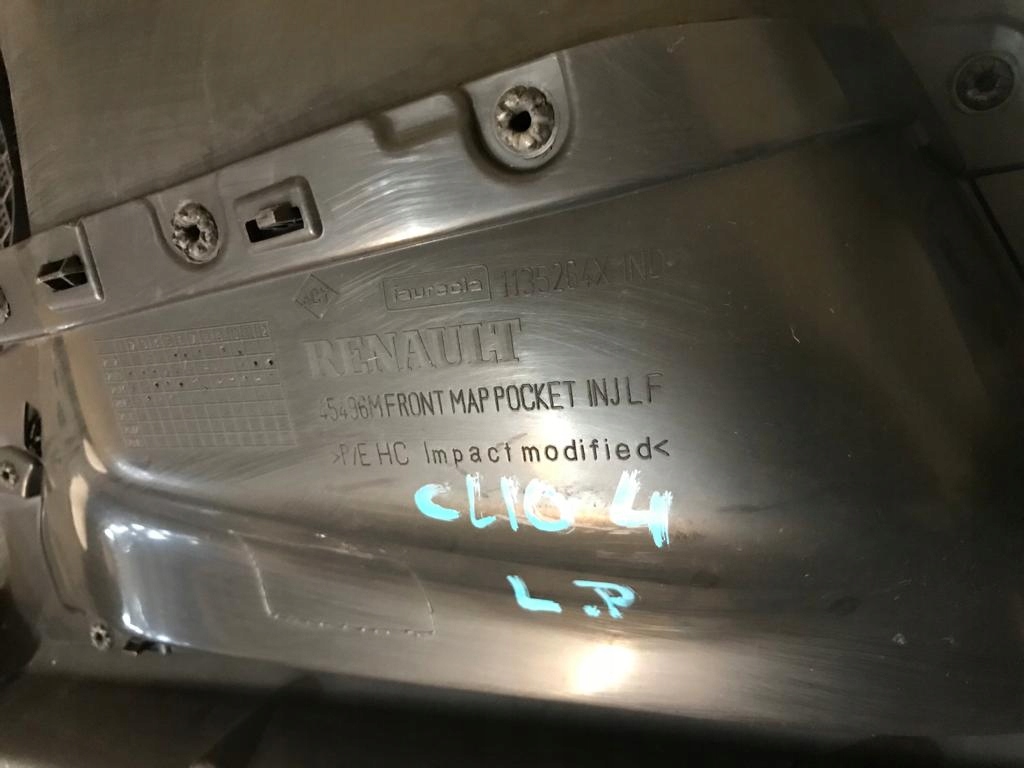 faurecia 1135264X IND
RENAULT
45496M FRONT MAP POCKET INJ L F
>P/E HC Impact modified<
CLIO 4
L.P